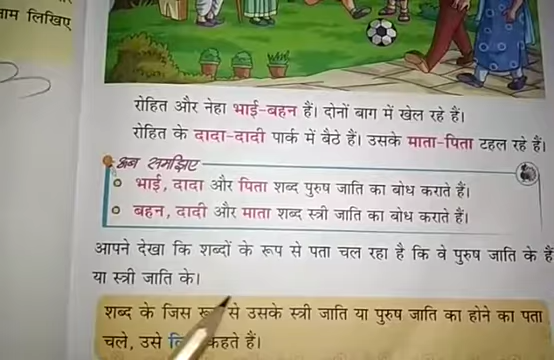 नाम लिखिए
रोहित और नेहा भाई-बहन हैं। दोनों बाग में खेल रहे हैं।
रोहित के दादा-दादी पार्क में बैठे हैं। उसके माता-पिता टहल रहे हैं।
अब समझिए
भाई, दादा और पिता शब्द पुरुष जाति का बोध कराते हैं।
बहन, दादी और माता शब्द स्त्री जाति का बोध कराते हैं।
आपने देखा कि शब्दों के रूप से पता चल रहा है कि वे पुरुष जाति के हैं
या स्त्री जाति के।
शब्द के जिस से उसके स्त्री जाति या पुरुष जाति का होने का पता
चले, उसे कहते हैं।